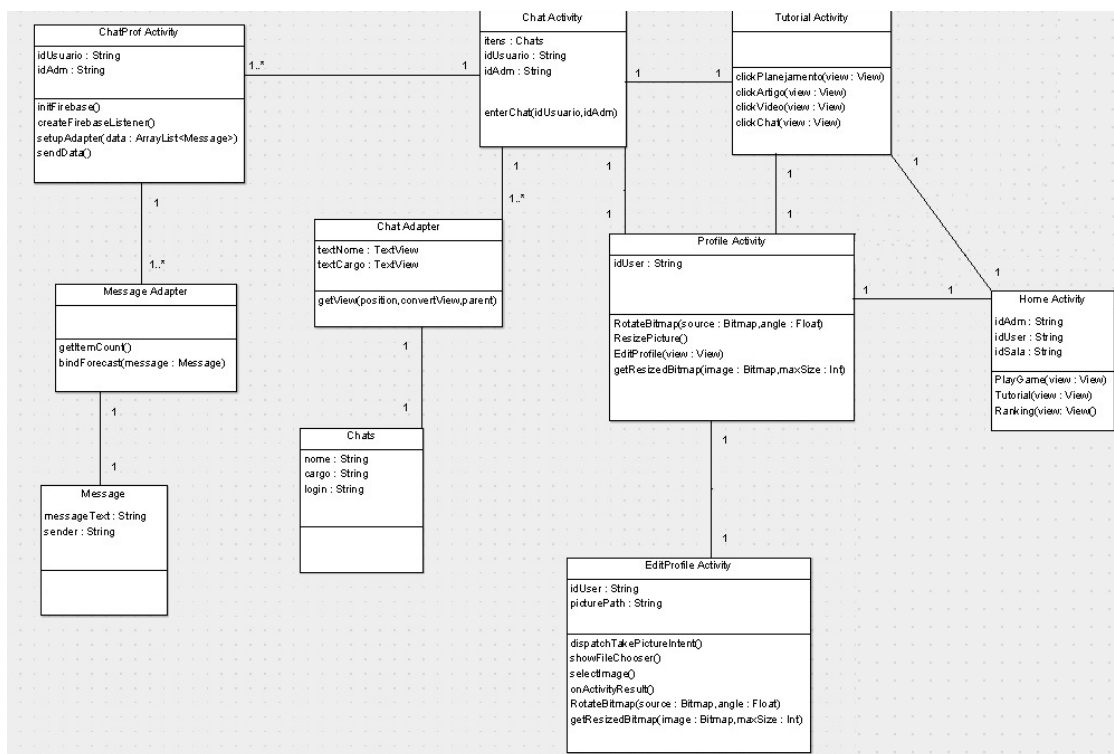 ChatProf Activity
idUsuario : String
idAdm : String
initFirebase()
createFirebaseListener()
setupAdapter(data : ArrayList<Message>)
sendData()
1..*
1
Chat Activity
itens : Chats
idUsuario : String
idAdm : String
enterChat(idUsuario,idAdm)
1
1
Tutorial Activity
clickPlanejamento(view : View)
clickArtigo(view : View)
clickVideo(view : View)
clickChat(view : View)
1
1..*
1
1..*
1
1
1
1
1
1
Message Adapter
getItemCount()
bindForecast(message : Message)
1
1
Chat Adapter
textNome : TextView
textCargo : TextView
getView(position,convertView,parent)
1
1
Profile Activity
idUser : String
RotateBitmap(source : Bitmap,angle : Float)
ResizePicture()
EditProfile(view : View)
getResizedBitmap(image : Bitmap,maxSize : Int)
1
1
Home Activity
idAdm : String
idUser : String
idSala : String
PlayGame(view : View)
Tutorial(view : View)
Ranking(view: View()
Message
messageText : String
sender : String
Chats
nome : String
cargo : String
login : String
1
1
EditProfile Activity
idUser : String
picturePath : String
dispatchTakePictureIntent()
showFileChooser()
selectImage()
onActivityResult()
RotateBitmap(source : Bitmap,angle : Float)
getResizedBitmap(image : Bitmap,maxSize : Int)